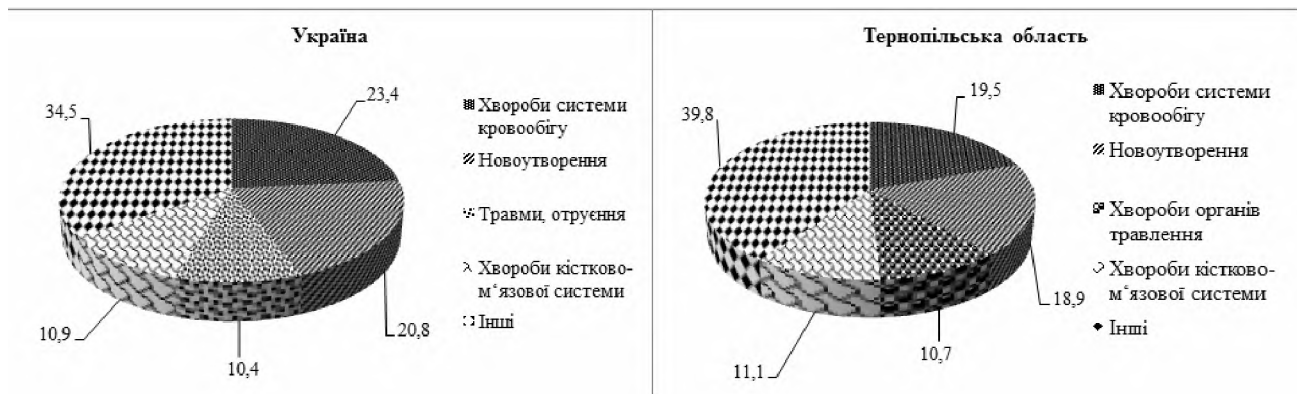 Україна
34,5
23,4
Хвороби системи
кровообігу
Новоутворення
Травми, отруєння
Хвороби кістково-
м‘язової системи
Інші
10,9
10,4
20,8
Тернопільська область
39,8
19,5
Хвороби системи
кровообігу
Новоутворення
Хвороби органів
травлення
Хвороби кістково-
м‘язової системи
Інші
11,1
10,7
18,9